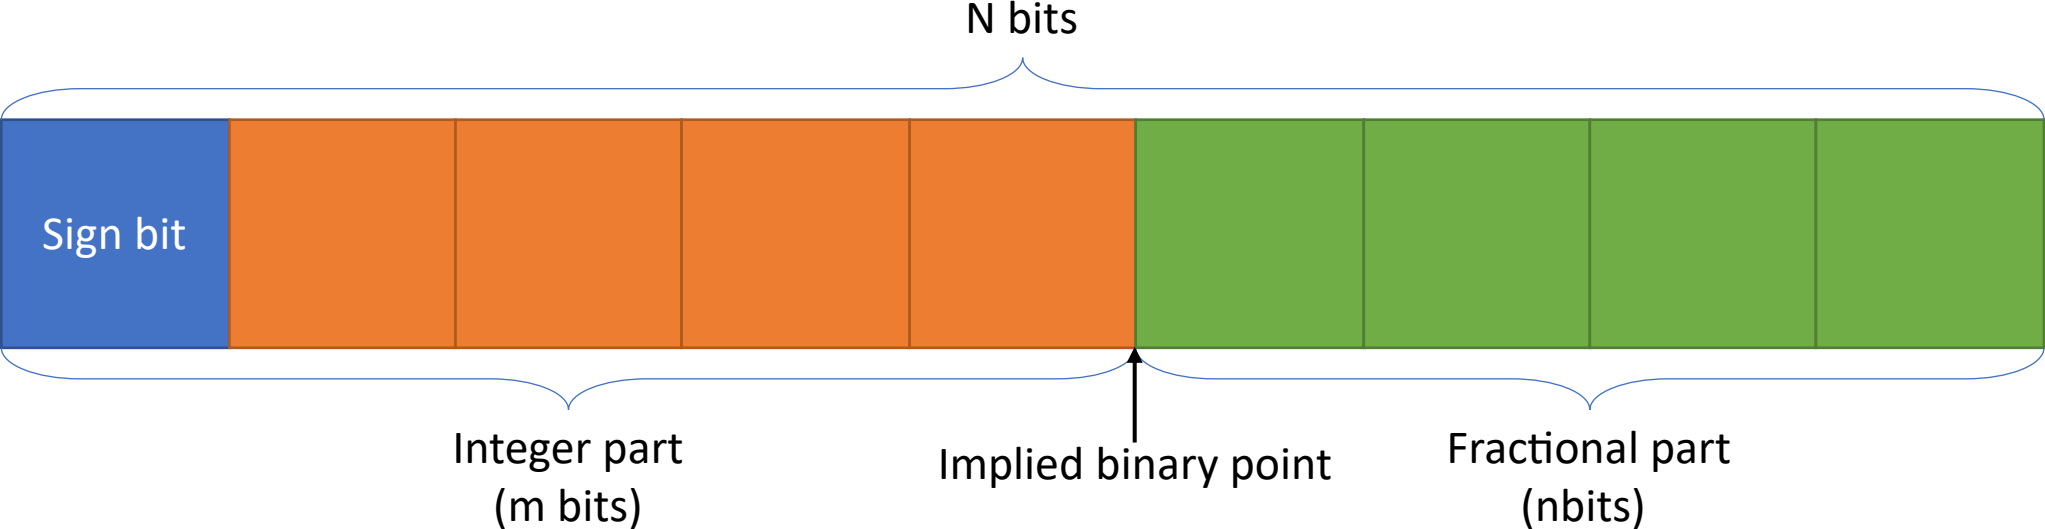 N bits
Sign bit
Integer part
(m bits)
Implied binary point
Fractional part
(nbits)